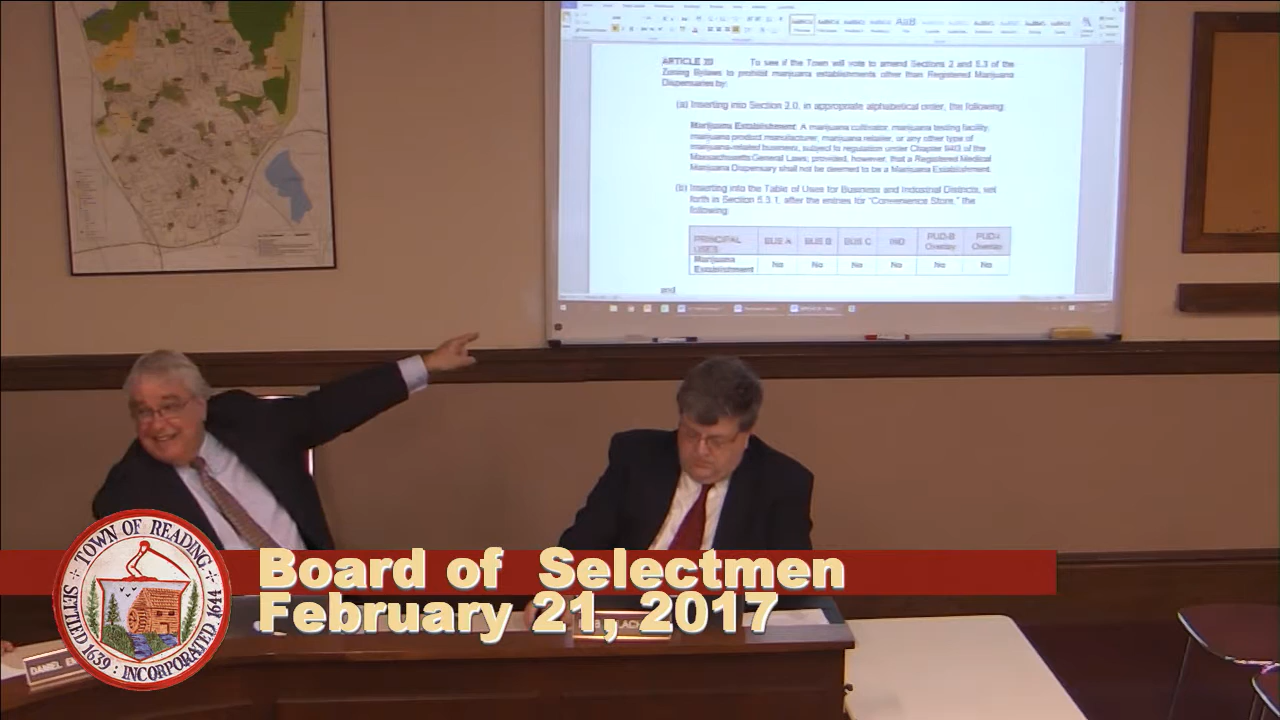 ARTICLE 20 To see if the Town will vote to amend Sections 2 and 5.3 of the
Zoning Bylaws to prohibit marijuana establishments other than Registered Marijuana
Dispensaries by:
(a) Inserting into Section 2.0, in appropriate alphabetical order, the following:
Marijuana Establishment: A marijuana cultivator, marijuana testing facility,
marijuana product manufacturer, marijuana retailer, or any other type of
marijuana-related business, subject to regulation under Chapter 94G of the
Massachusetts General Laws; provided, however, that a Registered Medical
Marijuana Dispensary shall not be deemed to be a Marijuana Establishment.
(b) Inserting into the Table of Uses for Business and Industrial Districts, set
forth in Section 5.3.1, after the entries for "Convenience Store," the
following:
PRINCIPAL USES BUS A BUS B BUS C IND PUD-B Overlay PUD-I Overlay
Marijuana Establishment No No No No No No
and
TOWN OF READING
SETTLED 1639 : INCORPORATED 1644
Board of Selectmen
February 21, 2017
DANIEL